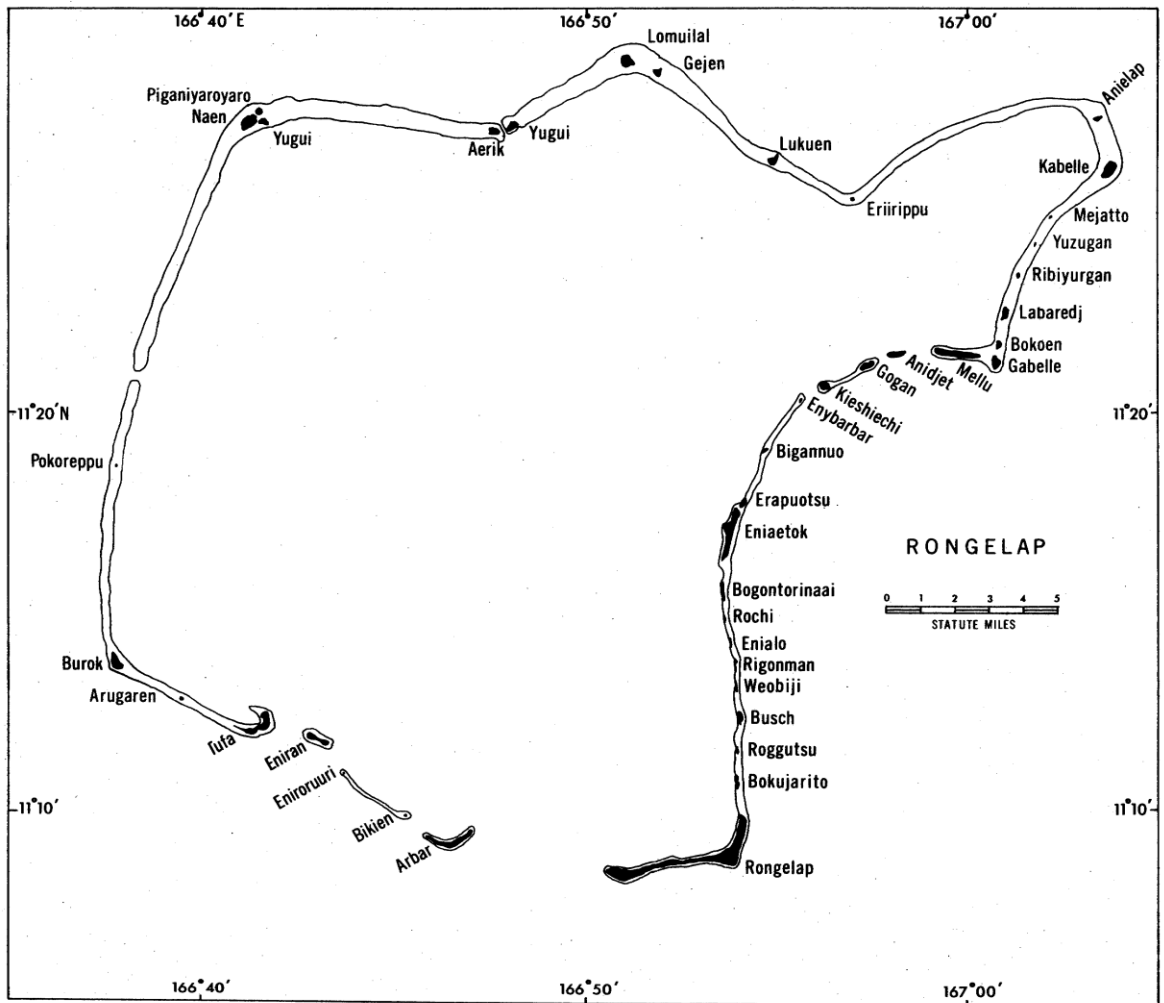 166°40' E
166°50'
167°00'
Lomuilal
Gejen
Piganiyaroyaro
Naen
Yugui
Aerik
Yugui
Anielap
Lukuen
Kabelle
Eriirippu
Mejatto
Yuzugan
Ribiyurgan
Labaredj
Bokoen
Gabelle
Mellu
Anidjet
Gogan
Kieshiechi
Enybarbar
11°20'N
11°20'
Bigannuo
Pokoreppu
Erapuotsu
Eniaetok
RONGELAP
0 1 2 3 4 5
STATUTE MILES
Bogontorinaai
Rochi
Enialo
Rigonman
Weobiji
Burok
Arugaren
Busch
Tufa
Eniran
Roggutsu
Eniroruuri
Bokujarito
11°10'
11°10'
Bikien
Arbar
Rongelap
166°40'
166°50'
167°00'